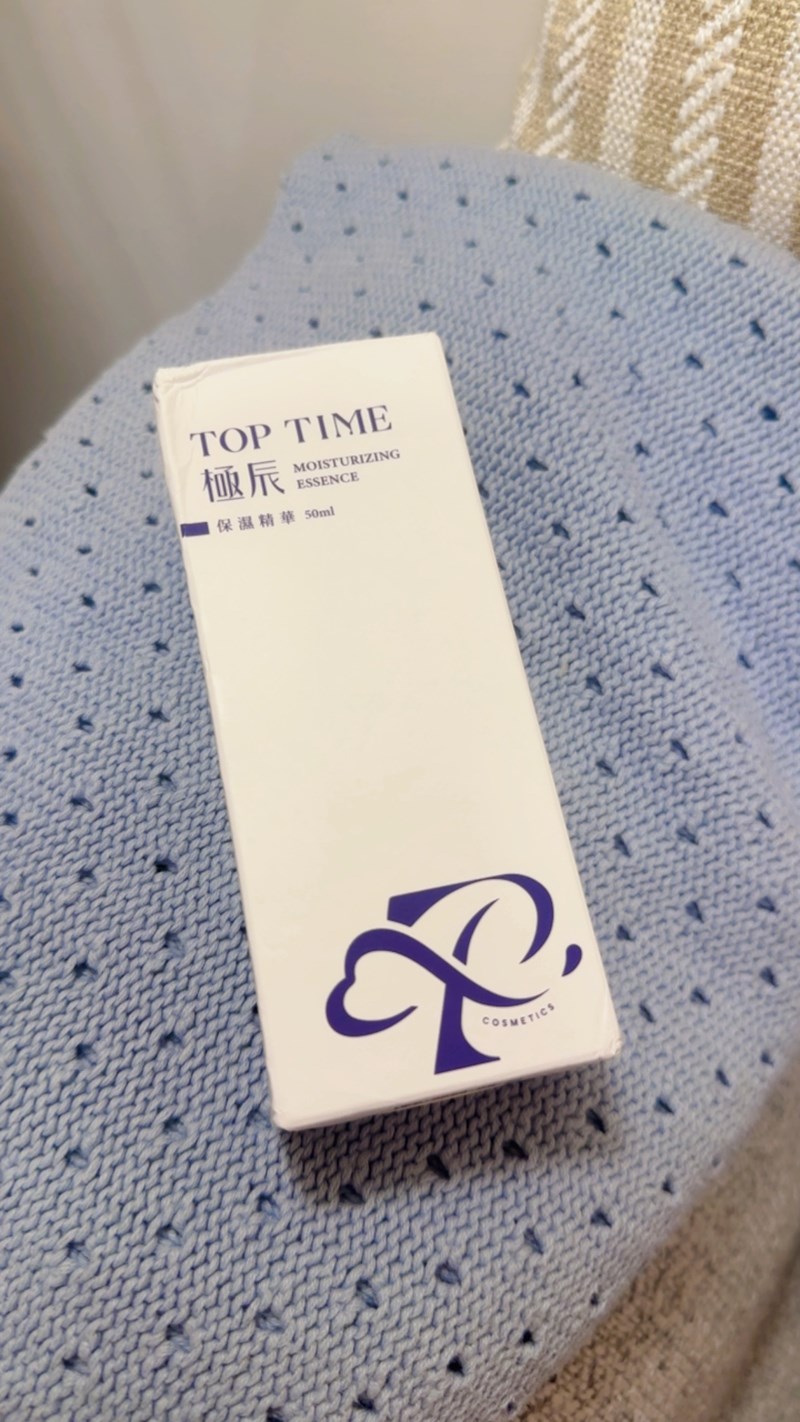 TOP TIME
極辰 MOISTURIZING
ESSENCE
保濕精華 50ml
COSMETICS